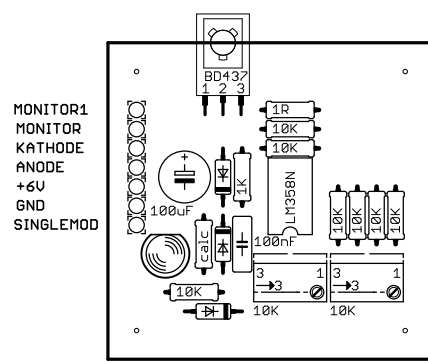 BD437
1 2 3
MONITOR1
MONITOR
KATHODE
ANODE
+6V
GND
SINGLEMOD
1R
10K
10K
+
100uF
1K
LM358N
calc
100nF
10K
10K
10K
10K
10K
3 1
→3
10K
3 1
→3
10K